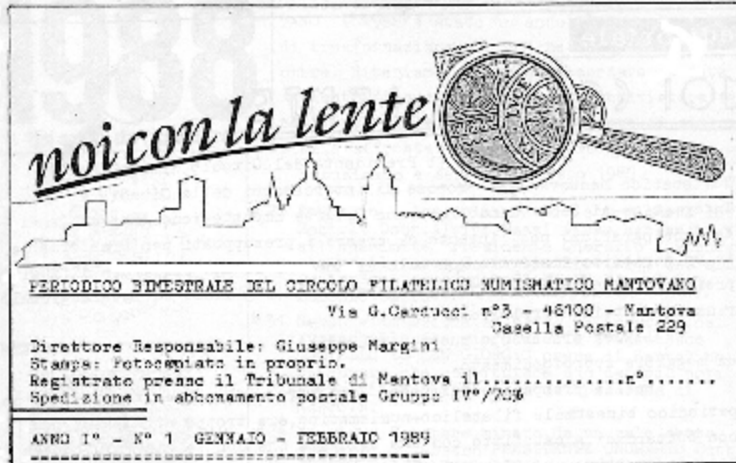 noi con la lente
PERIODICO BIMESTRALE DEL CIRCOLO FILATELICO NUMISMATICO MANTOVANO
Via G.Carducci n°3 - 46100 - Mantova
Casella Postale 229
Direttore Responsabile: Giuseppe Margini
Stampa: Fotocopiato in proprio.
Registrato presso il Tribunale di Mantova il...............n°.......
Spedizione in abbonamento postale Gruppo IV°/70%
ANNO I° - N° 1 GENNAIO - FEBBRAIO 1989